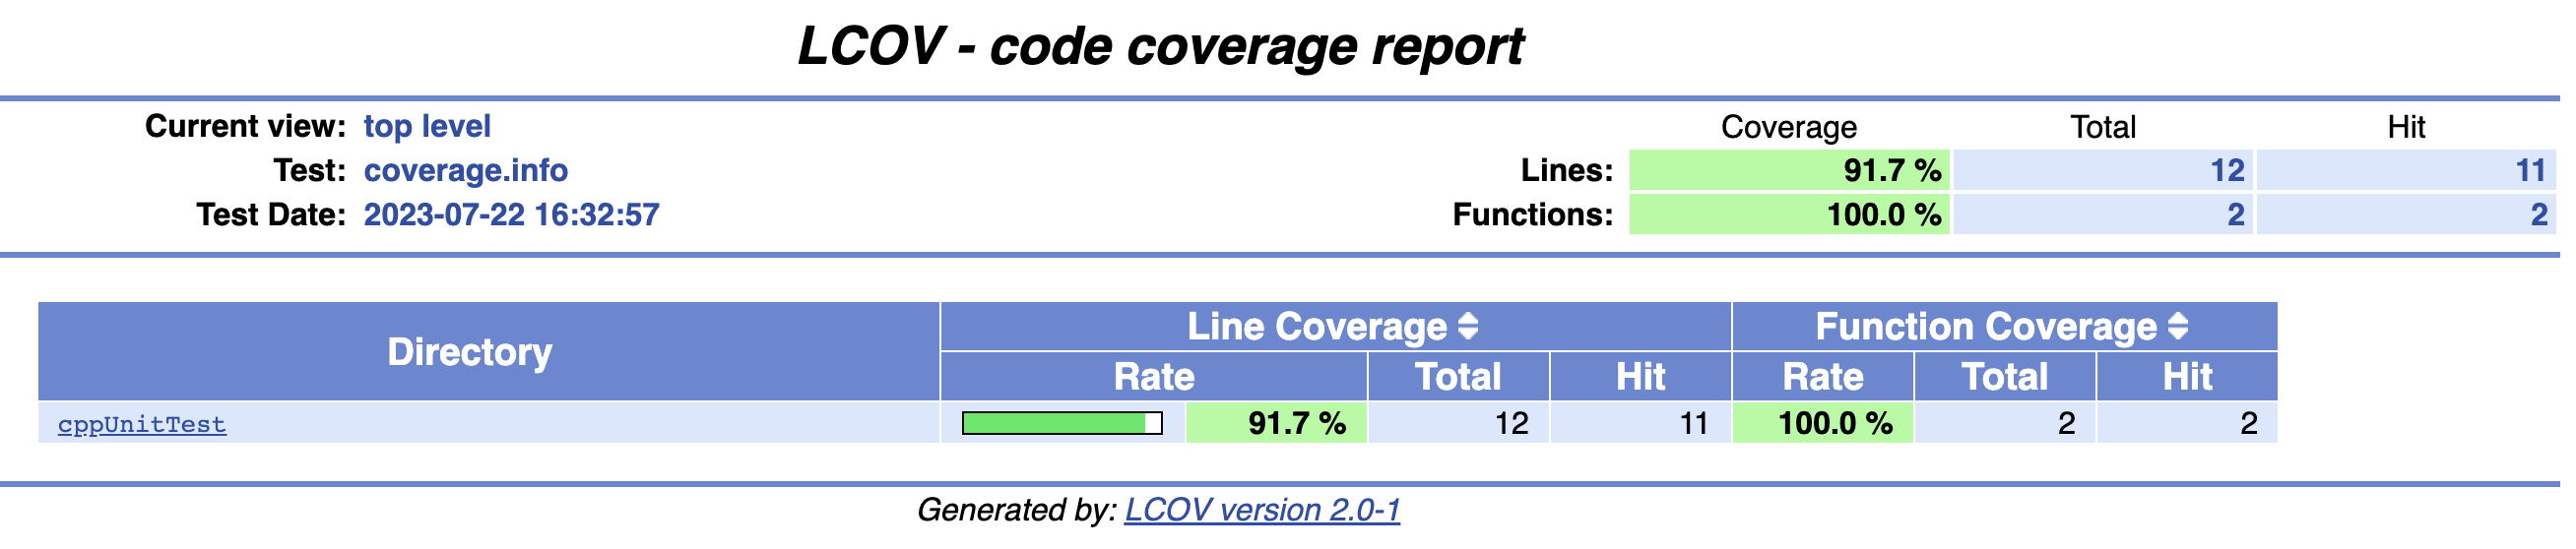 LCOV - code coverage report
Current view: top level
Coverage Total Hit
Test: coverage.info
Lines: 91.7 % 12 11
Test Date: 2023-07-22 16:32:57
Functions: 100.0 % 2 2
Directory
Line Coverage
Function Coverage
Rate Total Hit Rate Total Hit
cppUnitTest 91.7 % 12 11 100.0 % 2 2
Generated by: LCOV version 2.0-1